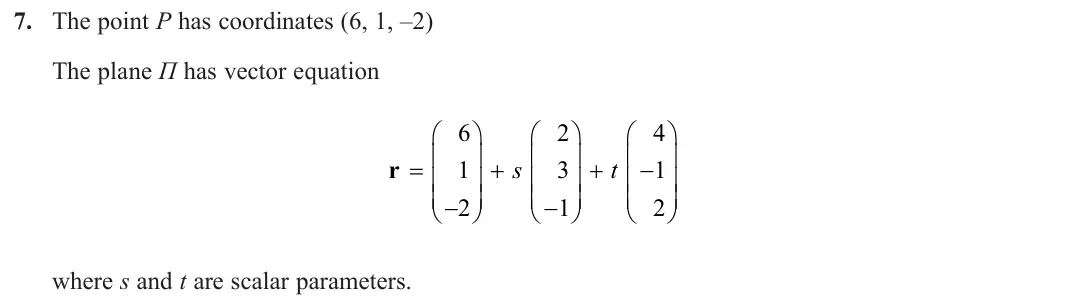 7. The point P has coordinates (6, 1, –2)
The plane Π has vector equation
r = (6, 1, −2) + s (2, 3, −1) + t (4, −1, 2)
where s and t are scalar parameters.